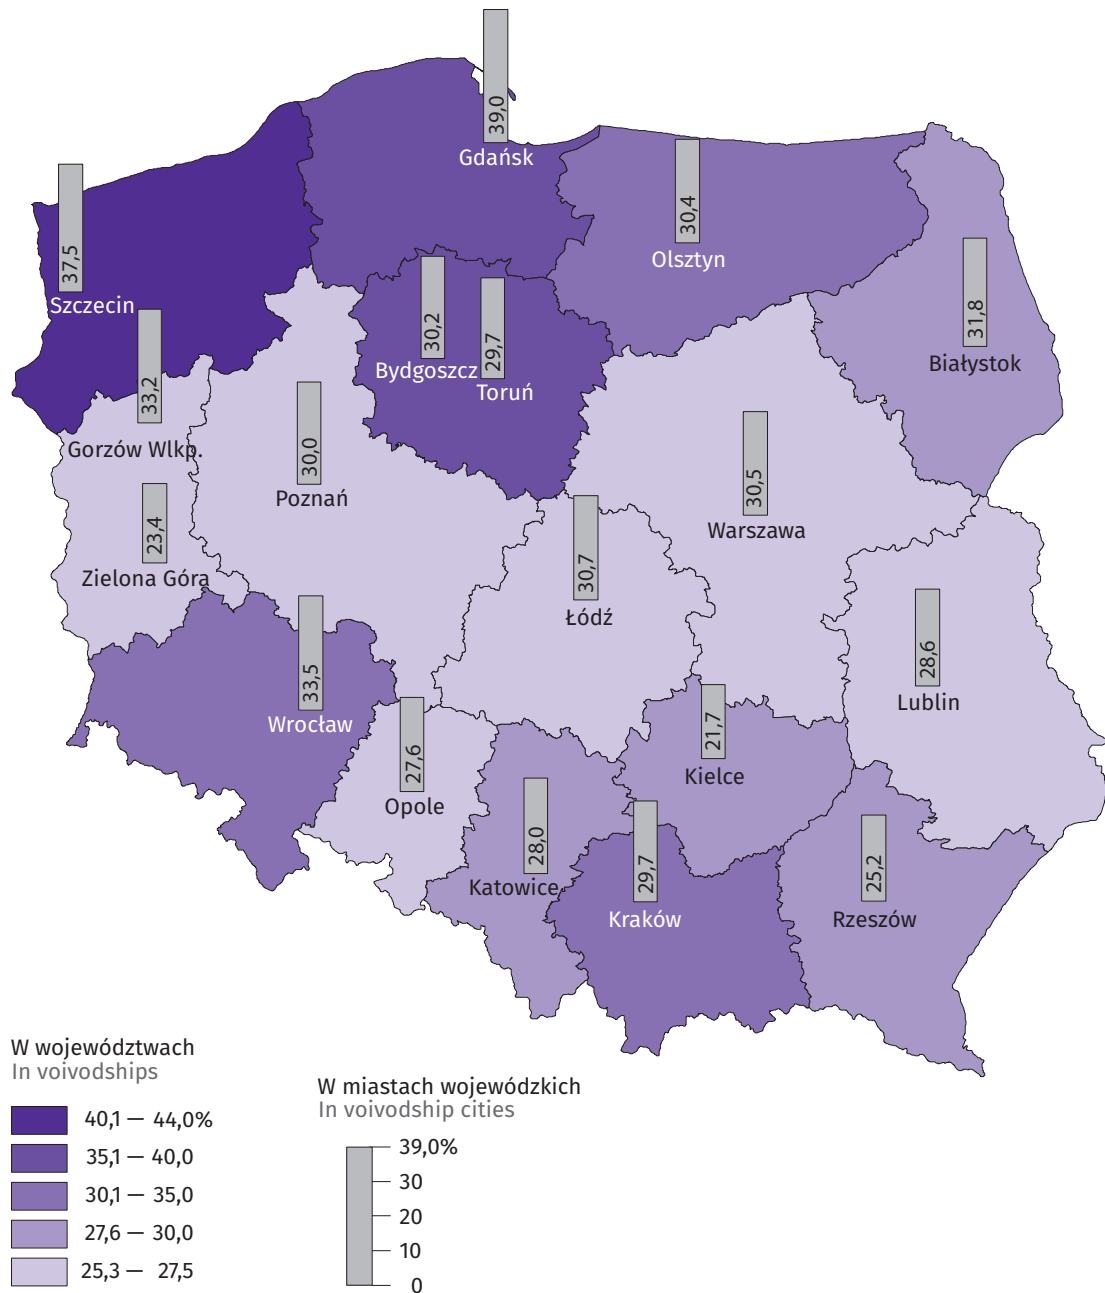 39,0
Gdańsk
37,5
Szczecin
30,4
Olsztyn
31,8
Białystok
30,2
Bydgoszcz
29,7
Toruń
33,2
Gorzów Wlkp.
30,0
Poznań
30,5
Warszawa
23,4
Zielona Góra
30,7
Łódź
28,6
Lublin
33,5
Wrocław
27,6
Opole
21,7
Kielce
28,0
Katowice
29,7
Kraków
25,2
Rzeszów
W województwach
In voivodships
40,1 — 44,0%
35,1 — 40,0
30,1 — 35,0
27,6 — 30,0
25,3 — 27,5
W miastach wojewódzkich
In voivodship cities
39,0%
30
20
10
0